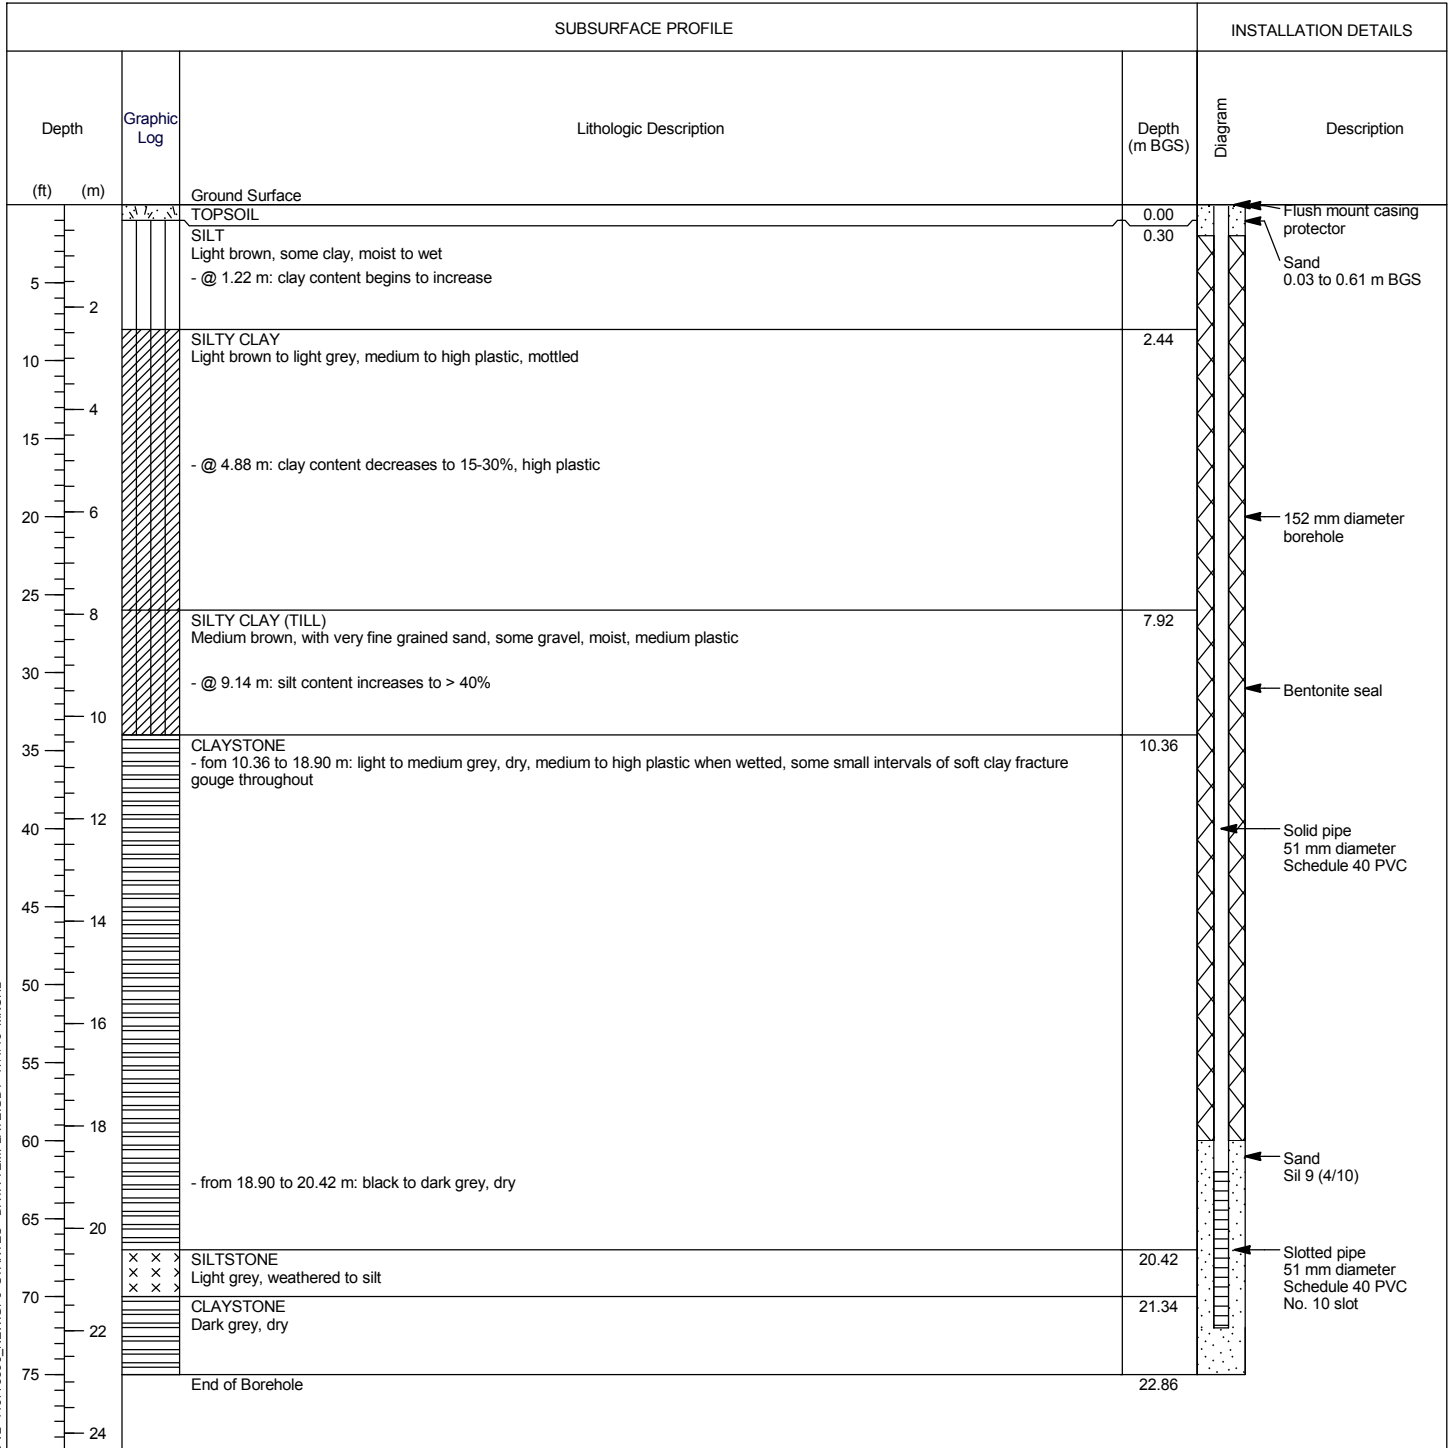 SUBSURFACE PROFILE
INSTALLATION DETAILS
Depth
Graphic
Log
Lithologic Description
Depth
(m BGS)
Diagram
Description
(ft)
(m)
Ground Surface
TOPSOIL
0.00
SILT
0.30
Light brown, some clay, moist to wet
- @ 1.22 m: clay content begins to increase
SILTY CLAY
2.44
Light brown to light grey, medium to high plastic, mottled
- @ 4.88 m: clay content decreases to 15-30%, high plastic
SILTY CLAY (TILL)
7.92
Medium brown, with very fine grained sand, some gravel, moist, medium plastic
- @ 9.14 m: silt content increases to > 40%
CLAYSTONE
10.36
- fom 10.36 to 18.90 m: light to medium grey, dry, medium to high plastic when wetted, some small intervals of soft clay fracture
gouge throughout
- from 18.90 to 20.42 m: black to dark grey, dry
SILTSTONE
20.42
Light grey, weathered to silt
CLAYSTONE
21.34
Dark grey, dry
End of Borehole
22.86
5
10
15
20
25
30
35
40
45
50
55
60
65
70
75
2
4
6
8
10
12
14
16
18
20
22
24
Flush mount casing
protector
Sand
0.03 to 0.61 m BGS
152 mm diameter
borehole
Bentonite seal
Solid pipe
51 mm diameter
Schedule 40 PVC
Sand
Sil 9 (4/10)
Slotted pipe
51 mm diameter
Schedule 40 PVC
No. 10 slot